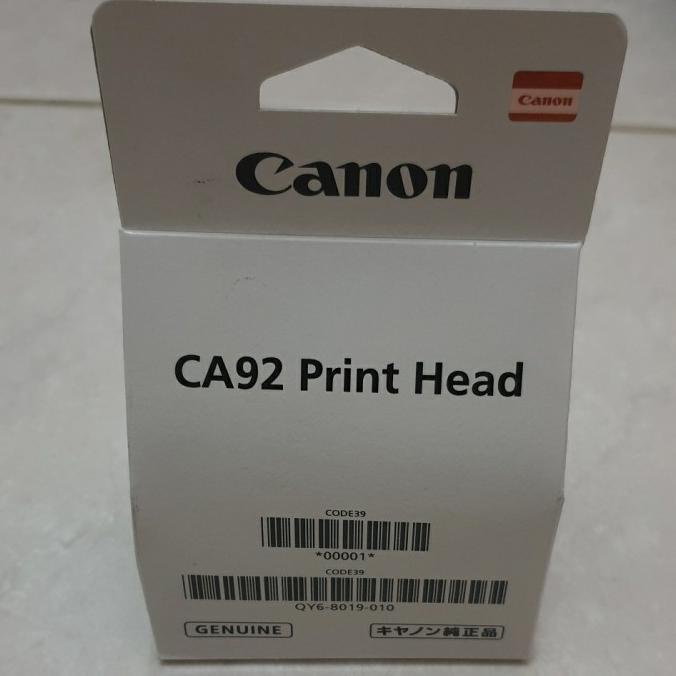 Canon
Canon
CA92 Print Head
CODE39
*00001*
CODE39
QY6-8019-010
GENUINE
キヤノン純正品